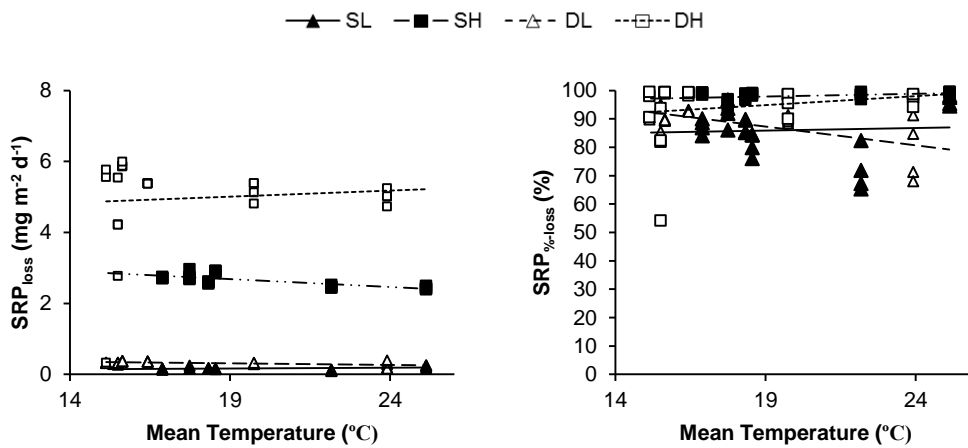 SL SH DL DH
SRPloss (mg m-2 d-1)
8
6
4
2
0
14 19 24
Mean Temperature (ºC)
SRP%-loss (%)
100
90
80
70
60
50
40
30
20
10
0
14 19 24
Mean Temperature (ºC)